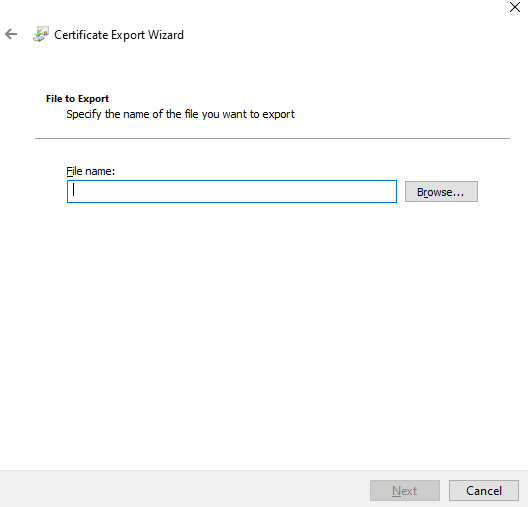 Certificate Export Wizard
File to Export
Specify the name of the file you want to export
File name:
Browse...
Next
Cancel